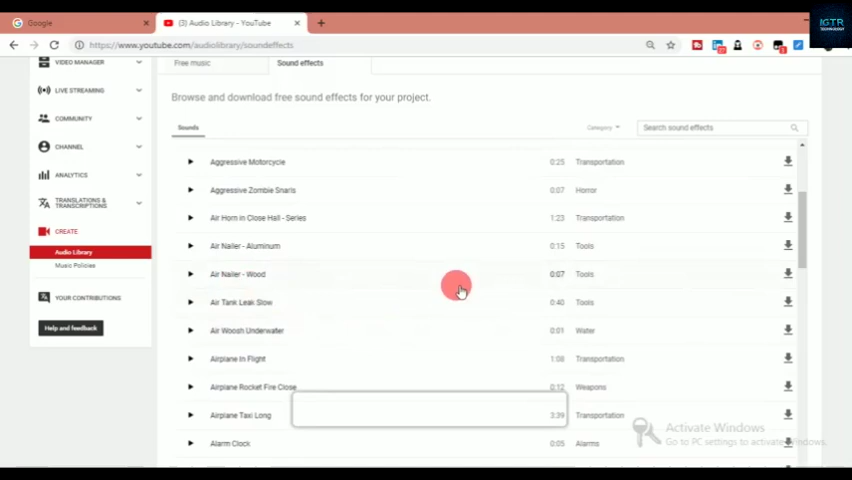 Google
(3) Audio Library - YouTube
IGTR
TECHNOLOGY
https://www.youtube.com/audiolibrary/soundeffects
VIDEO MANAGER
Free music
Sound effects
LIVE STREAMING
Browse and download free sound effects for your project.
COMMUNITY
Sounds
Category
Search sound effects
CHANNEL
Aggressive Motorcycle 0:25 Transportation
ANALYTICS
Aggressive Zombie Snarls 0:07 Horror
TRANSLATIONS &
TRANSCRIPTIONS
Air Horn in Close Hall - Series 1:23 Transportation
CREATE
Air Nailer - Aluminum 0:15 Tools
Audio Library
Music Policies
Air Nailer - Wood 0:07 Tools
YOUR CONTRIBUTIONS
Air Tank Leak Slow 0:40 Tools
Help and feedback
Air Woosh Underwater 0:01 Water
Airplane In Flight 1:08 Transportation
Airplane Rocket Fire Close 0:12 Weapons
Airplane Taxi Long 3:39 Transportation
Activate Windows
Go to PC settings to activate Windows.
Alarm Clock 0:05 Alarms